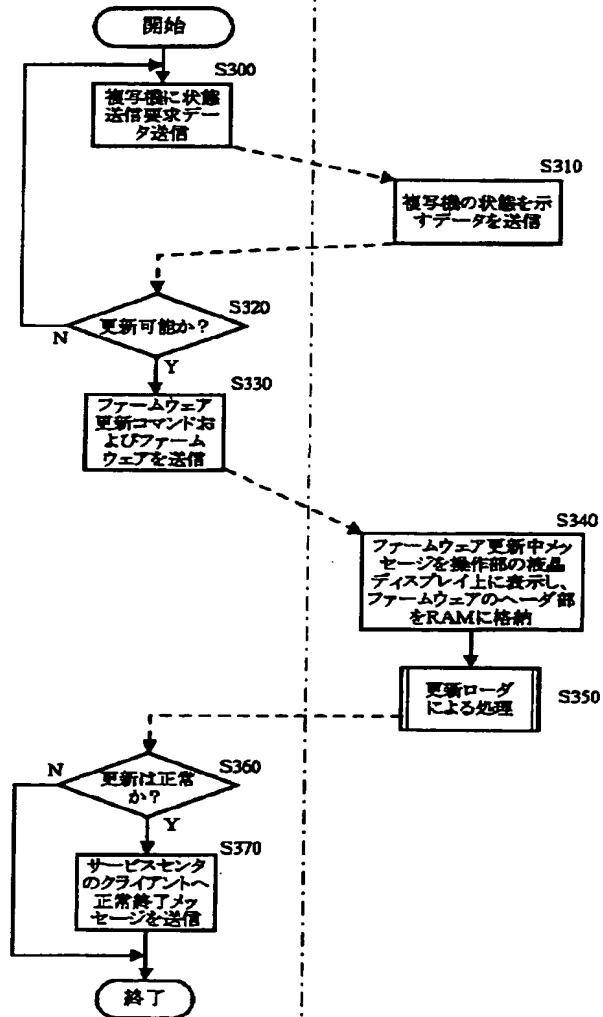 開始
S300
複写機に状態
送信要求デー
タ送信
S310
複写機の状態を示
すデータを送信
S320
更新可能か？
N
Y
S330
ファームウェア
更新コマンドお
よびファーム
ウェアを送信
S340
ファームウェア更新中メッ
セージを操作部の液晶
ディスプレイ上に表示し、
ファームウェアのヘーダ部
をRAMに格納
更新ローダ
による処理
S350
N
S360
更新は正常
か？
Y
S370
サービスセンタ
のクライアントへ
正常終了メッ
セージを送信
終了